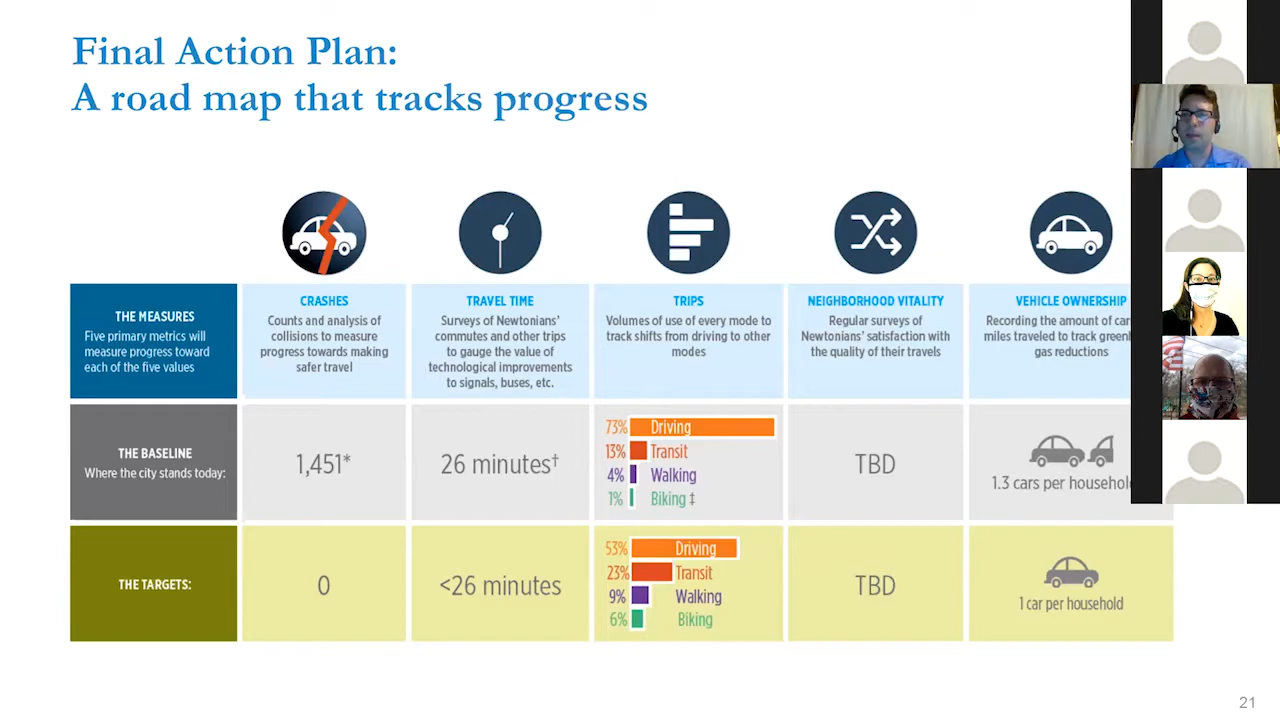 Final Action Plan:
A road map that tracks progress
THE MEASURES
Five primary metrics will
measure progress toward
each of the five values
CRASHES
Counts and analysis of
collisions to measure
progress towards making
safer travel
TRAVEL TIME
Surveys of Newtonians'
commutes and other trips
to gauge the value of
technological improvements
to signals, buses, etc.
TRIPS
Volumes of use of every mode to
track shifts from driving to other
modes
NEIGHBORHOOD VITALITY
Regular surveys of
Newtonians' satisfaction with
the quality of their travels
VEHICLE OWNERSHIP
Recording the amount of
miles traveled to track
gas reductions
THE BASELINE
Where the city stands today:
1,451*
26 minutes†
73% Driving
13% Transit
4% Walking
1% Biking ‡
TBD
1.3 cars per
THE TARGETS:
0
<26 minutes
53% Driving
23% Transit
9% Walking
6% Biking
TBD
1 car per household
21